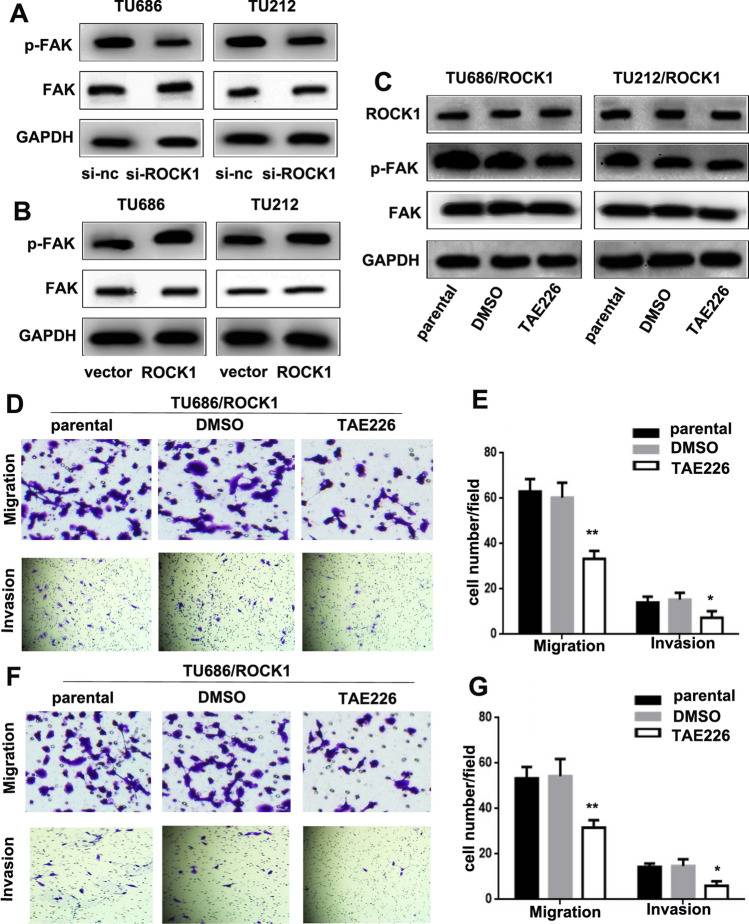 A
TU686 TU212
p-FAK
FAK
GAPDH
si-nc si-ROCK1 si-nc si-ROCK1
B
TU686 TU212
p-FAK
FAK
GAPDH
vector ROCK1 vector ROCK1
C
TU686/ROCK1 TU212/ROCK1
ROCK1
p-FAK
FAK
GAPDH
parental DMSO TAE226 parental DMSO TAE226
D
TU686/ROCK1
parental DMSO TAE226
Migration
Invasion
E
parental
DMSO
TAE226
cell number/field
80
60
40
20
0
**
*
Migration Invasion
F
TU686/ROCK1
parental DMSO TAE226
Migration
Invasion
G
parental
DMSO
TAE226
cell number/field
80
60
40
20
0
**
*
Migration Invasion